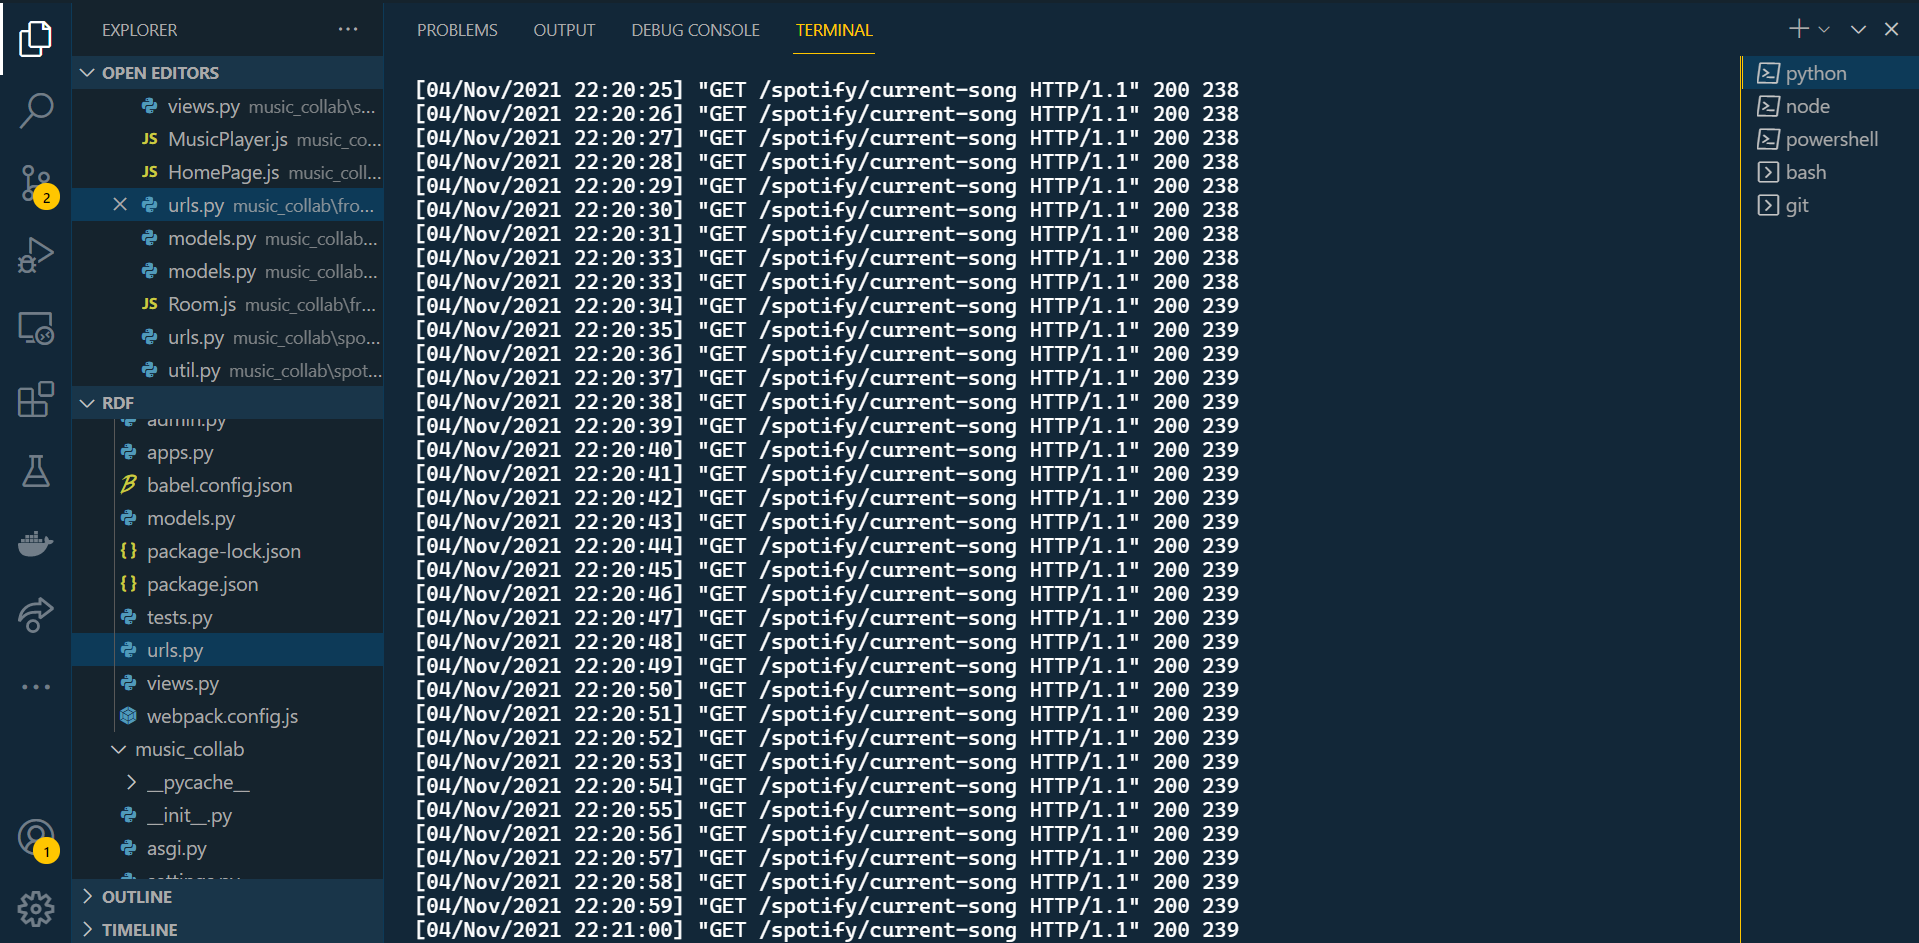 EXPLORER
OPEN EDITORS
views.py music_collab\s...
JS MusicPlayer.js music_co...
JS HomePage.js music_coll...
urls.py music_collab\fro...
models.py music_collab...
models.py music_collab...
JS Room.js music_collab\fr...
urls.py music_collab\spo...
util.py music_collab\spot...
RDF
admin.py
apps.py
babel.config.json
models.py
{} package-lock.json
{} package.json
tests.py
urls.py
views.py
webpack.config.js
music_collab
__pycache__
__init__.py
asgi.py
settings.py
OUTLINE
TIMELINE
2
1
PROBLEMS OUTPUT DEBUG CONSOLE TERMINAL
[04/Nov/2021 22:20:25] "GET /spotify/current-song HTTP/1.1" 200 238
[04/Nov/2021 22:20:26] "GET /spotify/current-song HTTP/1.1" 200 238
[04/Nov/2021 22:20:27] "GET /spotify/current-song HTTP/1.1" 200 238
[04/Nov/2021 22:20:28] "GET /spotify/current-song HTTP/1.1" 200 238
[04/Nov/2021 22:20:29] "GET /spotify/current-song HTTP/1.1" 200 238
[04/Nov/2021 22:20:30] "GET /spotify/current-song HTTP/1.1" 200 238
[04/Nov/2021 22:20:31] "GET /spotify/current-song HTTP/1.1" 200 238
[04/Nov/2021 22:20:33] "GET /spotify/current-song HTTP/1.1" 200 238
[04/Nov/2021 22:20:33] "GET /spotify/current-song HTTP/1.1" 200 238
[04/Nov/2021 22:20:34] "GET /spotify/current-song HTTP/1.1" 200 239
[04/Nov/2021 22:20:35] "GET /spotify/current-song HTTP/1.1" 200 239
[04/Nov/2021 22:20:36] "GET /spotify/current-song HTTP/1.1" 200 239
[04/Nov/2021 22:20:37] "GET /spotify/current-song HTTP/1.1" 200 239
[04/Nov/2021 22:20:38] "GET /spotify/current-song HTTP/1.1" 200 239
[04/Nov/2021 22:20:39] "GET /spotify/current-song HTTP/1.1" 200 239
[04/Nov/2021 22:20:40] "GET /spotify/current-song HTTP/1.1" 200 239
[04/Nov/2021 22:20:41] "GET /spotify/current-song HTTP/1.1" 200 239
[04/Nov/2021 22:20:42] "GET /spotify/current-song HTTP/1.1" 200 239
[04/Nov/2021 22:20:43] "GET /spotify/current-song HTTP/1.1" 200 239
[04/Nov/2021 22:20:44] "GET /spotify/current-song HTTP/1.1" 200 239
[04/Nov/2021 22:20:45] "GET /spotify/current-song HTTP/1.1" 200 239
[04/Nov/2021 22:20:46] "GET /spotify/current-song HTTP/1.1" 200 239
[04/Nov/2021 22:20:47] "GET /spotify/current-song HTTP/1.1" 200 239
[04/Nov/2021 22:20:48] "GET /spotify/current-song HTTP/1.1" 200 239
[04/Nov/2021 22:20:49] "GET /spotify/current-song HTTP/1.1" 200 239
[04/Nov/2021 22:20:50] "GET /spotify/current-song HTTP/1.1" 200 239
[04/Nov/2021 22:20:51] "GET /spotify/current-song HTTP/1.1" 200 239
[04/Nov/2021 22:20:52] "GET /spotify/current-song HTTP/1.1" 200 239
[04/Nov/2021 22:20:53] "GET /spotify/current-song HTTP/1.1" 200 239
[04/Nov/2021 22:20:54] "GET /spotify/current-song HTTP/1.1" 200 239
[04/Nov/2021 22:20:55] "GET /spotify/current-song HTTP/1.1" 200 239
[04/Nov/2021 22:20:56] "GET /spotify/current-song HTTP/1.1" 200 239
[04/Nov/2021 22:20:57] "GET /spotify/current-song HTTP/1.1" 200 239
[04/Nov/2021 22:20:58] "GET /spotify/current-song HTTP/1.1" 200 239
[04/Nov/2021 22:20:59] "GET /spotify/current-song HTTP/1.1" 200 239
[04/Nov/2021 22:21:00] "GET /spotify/current-song HTTP/1.1" 200 239
python
node
powershell
bash
git